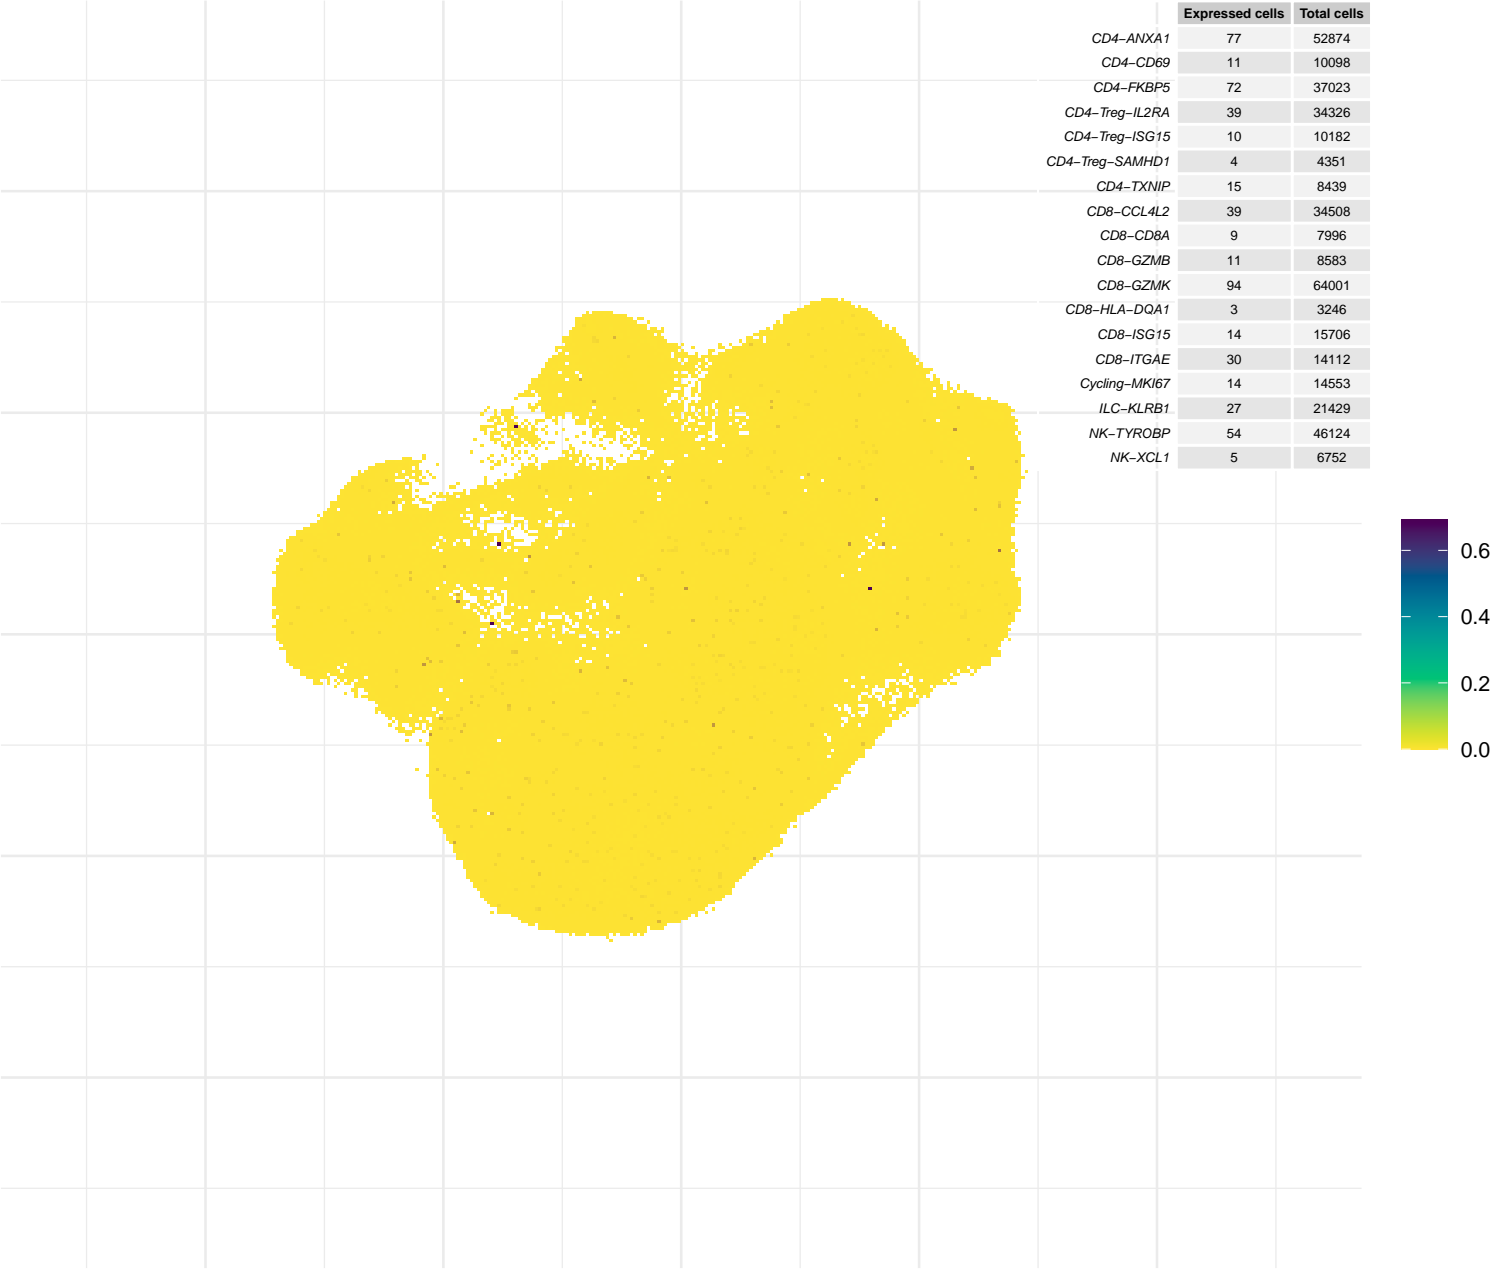 Expressed cells Total cells
CD4−ANXA1 77 52874
CD4−CD69 11 10098
CD4−FKBP5 72 37023
CD4−Treg−IL2RA 39 34326
CD4−Treg−ISG15 10 10182
CD4−Treg−SAMHD1 4 4351
CD4−TXNIP 15 8439
CD8−CCL4L2 39 34508
CD8−CD8A 9 7996
CD8−GZMB 11 8583
CD8−GZMK 94 64001
CD8−HLA−DQA1 3 3246
CD8−ISG15 14 15706
CD8−ITGAE 30 14112
Cycling−MKI67 14 14553
ILC−KLRB1 27 21429
NK−TYROBP 54 46124
NK−XCL1 5 6752
0.6
0.4
0.2
0.0